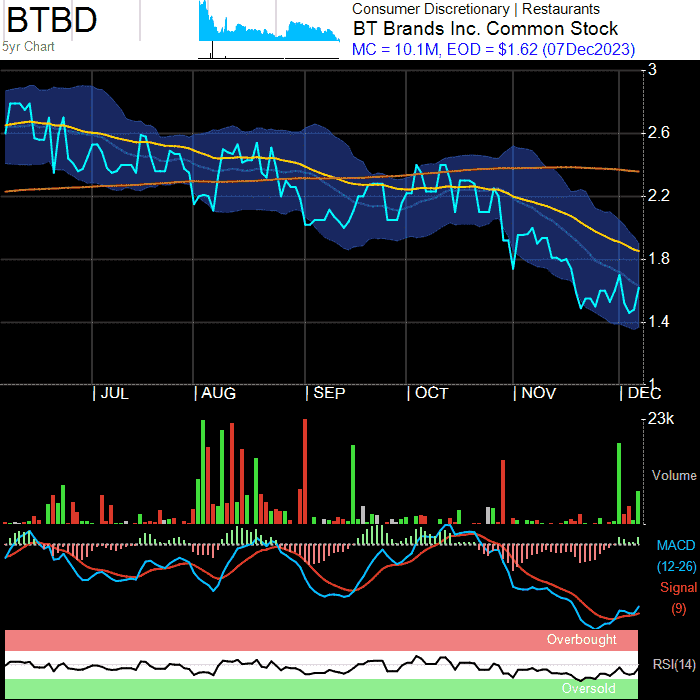 BTBD
5yr Chart
Consumer Discretionary | Restaurants
BT Brands Inc. Common Stock
MC = 10.1M, EOD = $1.62 (07Dec2023)
3
2.6
2.2
1.8
1.4
1
JUL
AUG
SEP
OCT
NOV
DEC
23k
Volume
MACD
(12-26)
Signal
(9)
Overbought
RSI(14)
Oversold